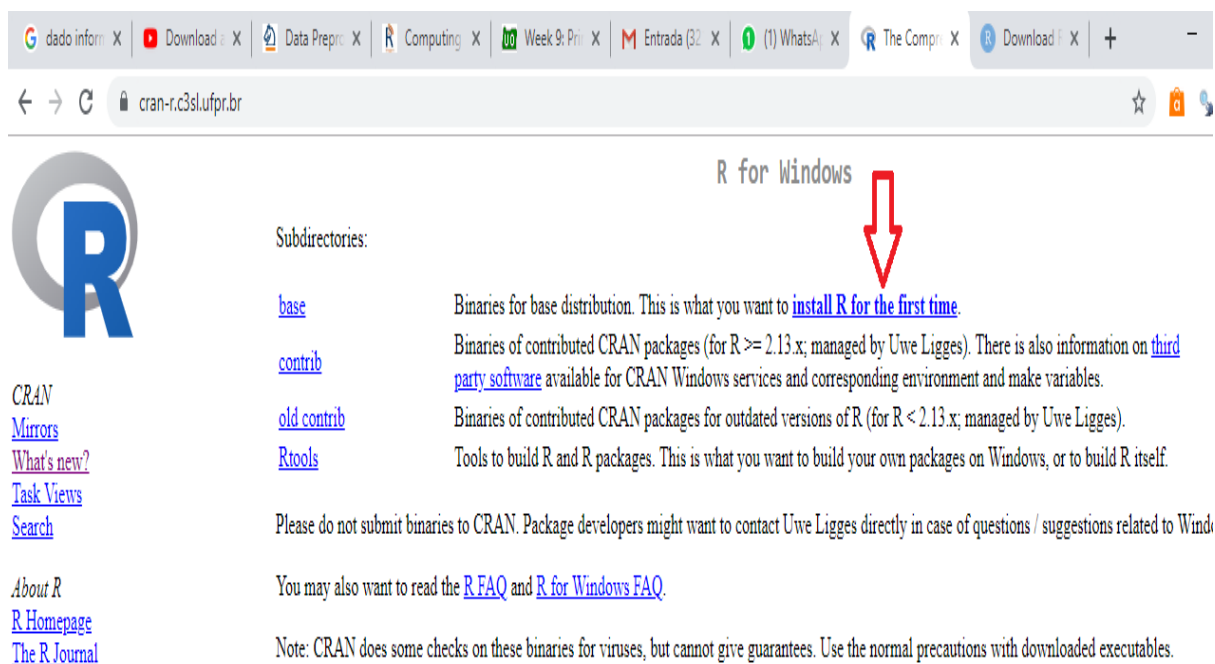 dado inform
Download a
Data Prepro
Computing
Week 9: Prin
Entrada (32
(1) WhatsA
The Compr
Download R
cran-r.c3sl.ufpr.br
R
R for Windows
Subdirectories:
base Binaries for base distribution. This is what you want to install R for the first time.
contrib Binaries of contributed CRAN packages (for R >= 2.13.x; managed by Uwe Ligges). There is also information on third
party software available for CRAN Windows services and corresponding environment and make variables.
old contrib Binaries of contributed CRAN packages for outdated versions of R (for R < 2.13.x; managed by Uwe Ligges).
Rtools Tools to build R and R packages. This is what you want to build your own packages on Windows, or to build R itself.
Please do not submit binaries to CRAN. Package developers might want to contact Uwe Ligges directly in case of questions / suggestions related to Wind
You may also want to read the R FAQ and R for Windows FAQ.
Note: CRAN does some checks on these binaries for viruses, but cannot give guarantees. Use the normal precautions with downloaded executables.
CRAN
Mirrors
What's new?
Task Views
Search
About R
R Homepage
The R Journal